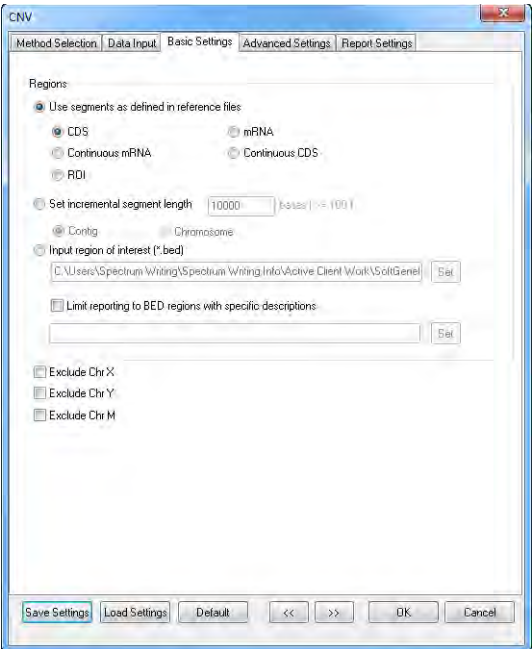 CNV
Method Selection Data Input Basic Settings Advanced Settings Report Settings
Regions
Use segments as defined in reference files
CDS mRNA
Continuous mRNA Continuous CDS
ROI
Set incremental segment length 10000 bases ( >= 100 )
Contig Chromosome
Input region of interest (*.bed)
C:\Users\Spectrum Writing\Spectrum Writing Info\Active Client Work\SoftGenet Set
Limit reporting to BED regions with specific descriptions
Set
Exclude Chr X
Exclude Chr Y
Exclude Chr M
Save Settings Load Settings Default << >> OK Cancel